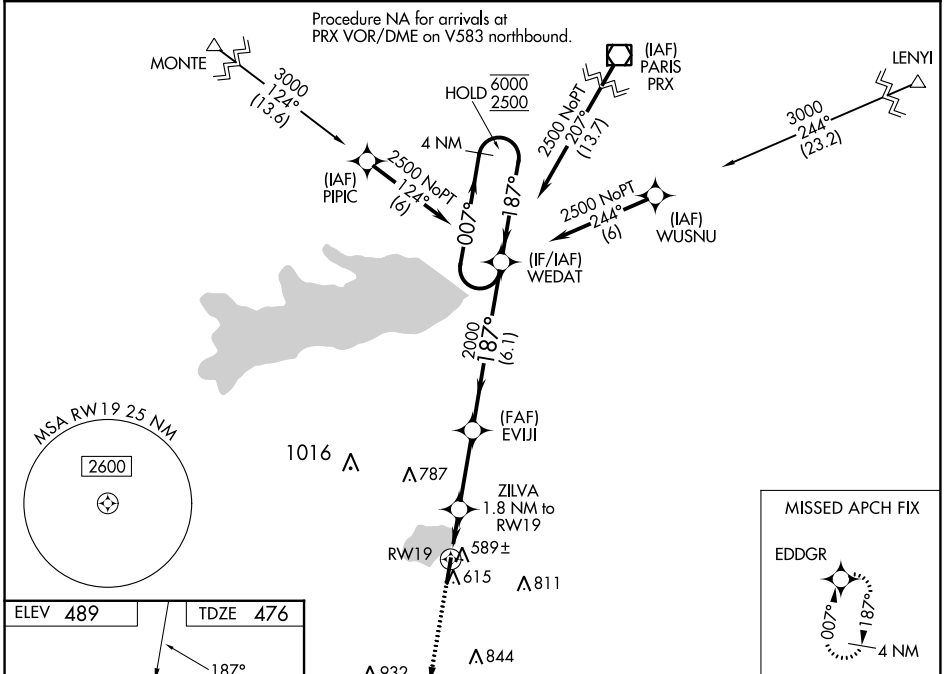 Procedure NA for arrivals at
PRX VOR/DME on V583 northbound.
MONTE
3000
124°
(13.6)
HOLD
6000
2500
(IAF)
PARIS
PRX
LENYI
2500 NoPT
207°
(13.7)
3000
244°
(23.2)
4 NM
(IAF)
PIPIC
2500 NoPT
124°
(6)
007°
187°
2500 NoPT
244°
(6)
(IAF)
WUSNU
(IF/IAF)
WEDAT
2000
187°
(6.1)
MSA RW19 25 NM
2600
(FAF)
EVIJI
1016
787
ZILVA
1.8 NM to
RW19
RW19
589±
615
811
MISSED APCH FIX
EDDGR
007°
187°
4 NM
ELEV 489
TDZE 476
187°
932
844